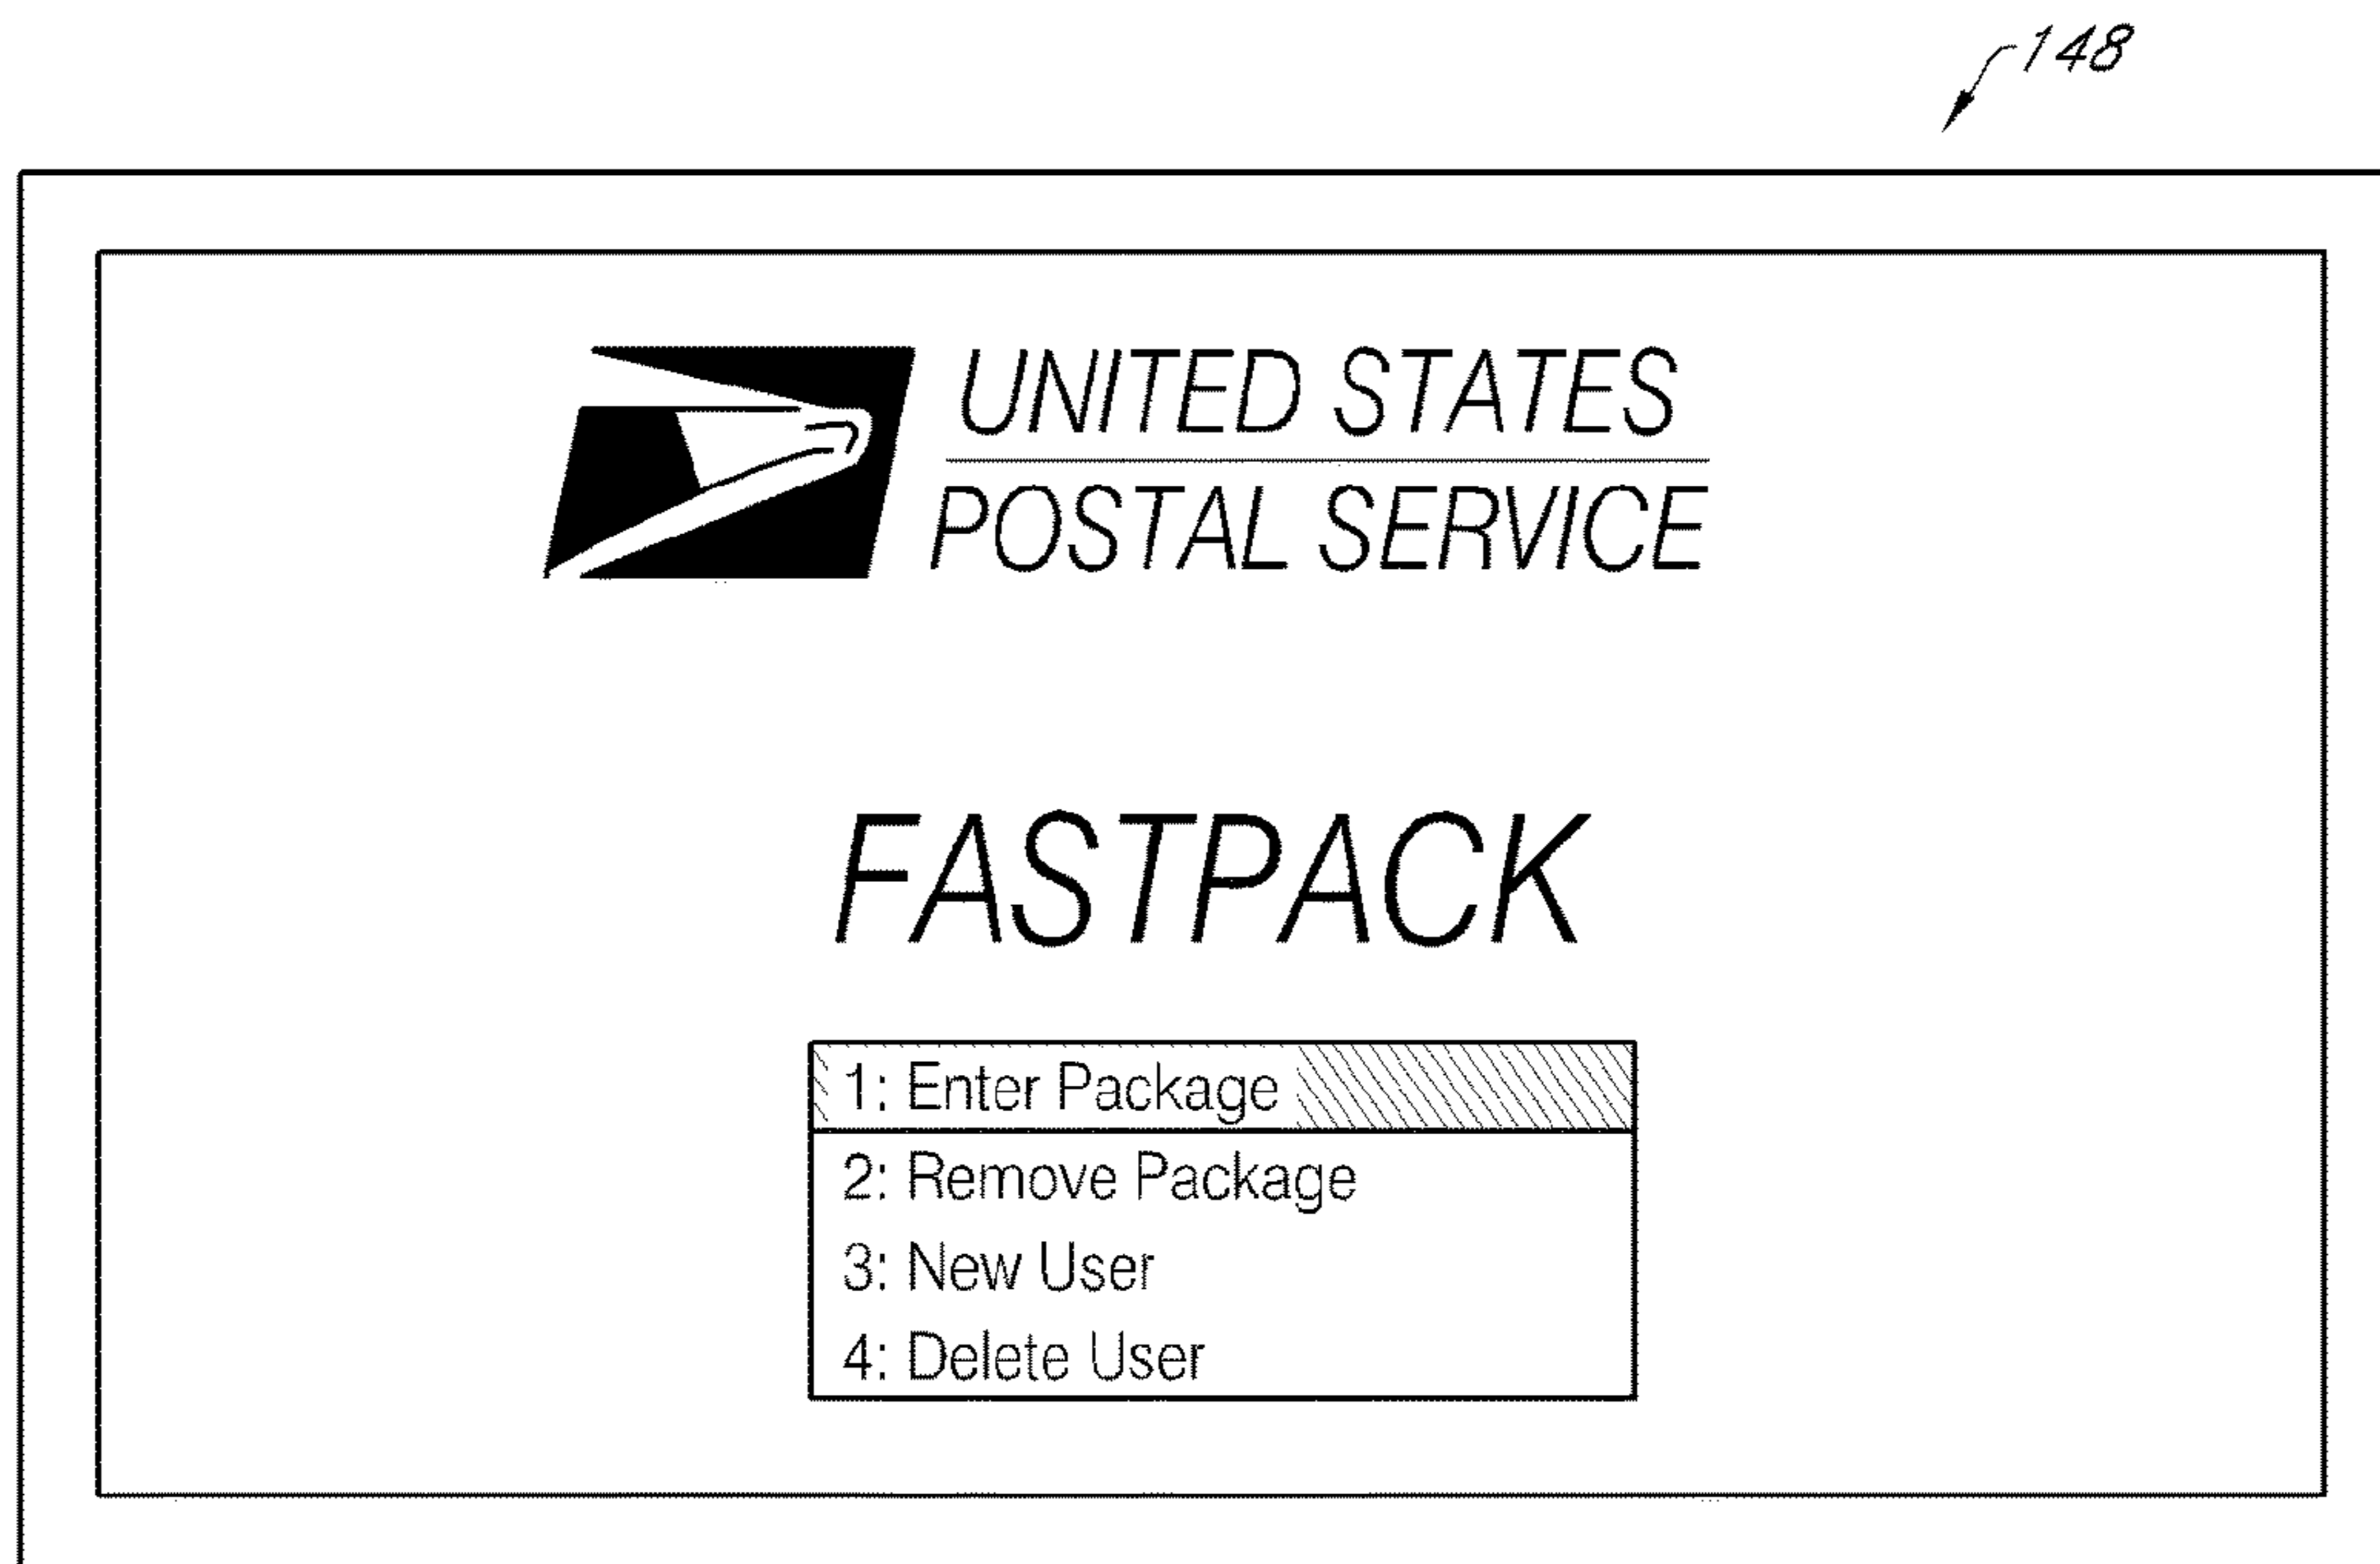 148
UNITED STATES
POSTAL SERVICE
FASTPACK
1: Enter Package
2: Remove Package
3: New User
4: Delete User